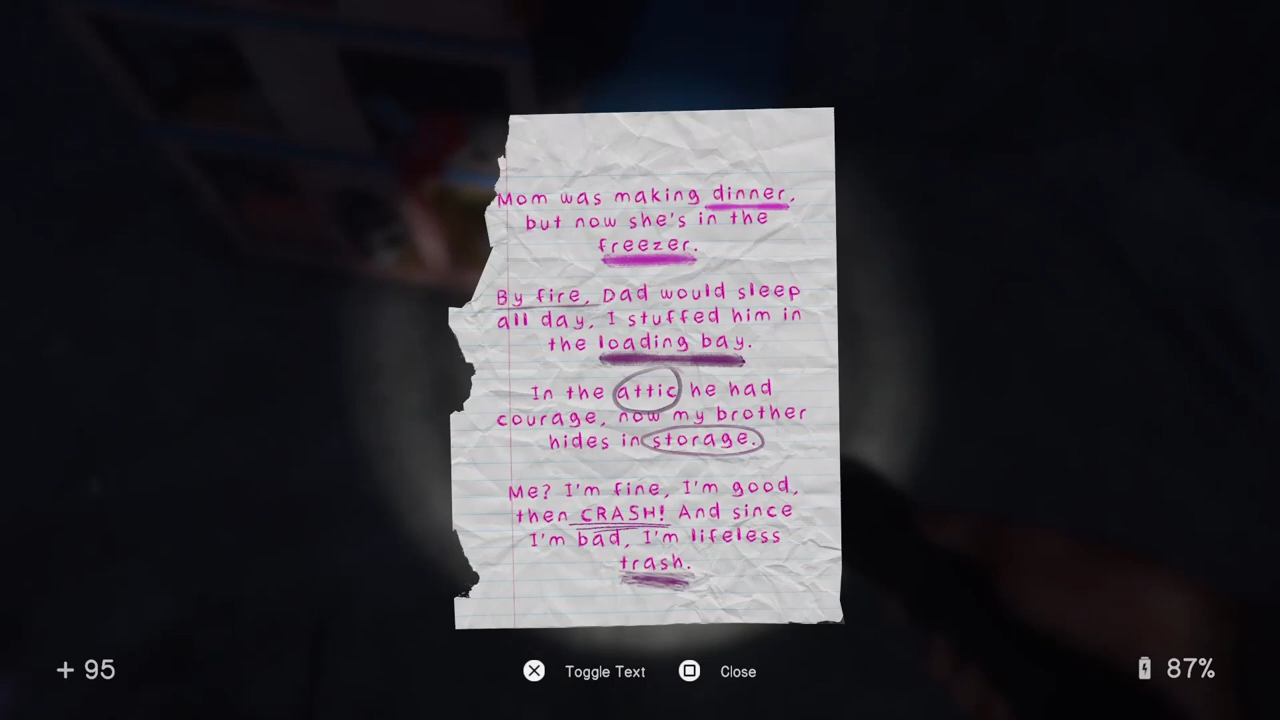 Mom was making dinner,
but now she's in the
freezer.
By fire, Dad would sleep
all day, I stuffed him in
the loading bay.
In the attic he had
courage, now my brother
hides in storage.
Me? I'm fine, I'm good,
then CRASH! And since
I'm bad, I'm lifeless
trash.
+ 95
Toggle Text
Close
87%